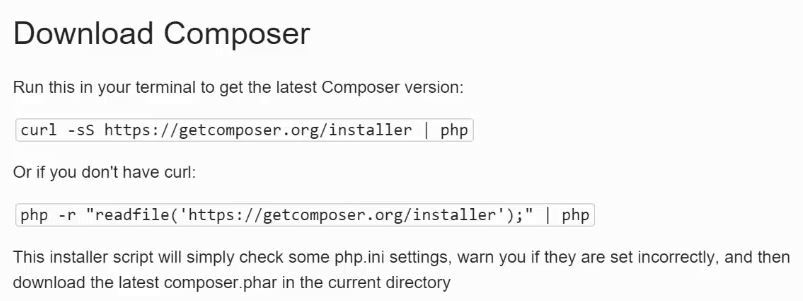 Download Composer
Run this in your terminal to get the latest Composer version:
curl -sS https://getcomposer.org/installer | php
Or if you don't have curl:
php -r "readfile('https://getcomposer.org/installer');" | php
This installer script will simply check some php.ini settings, warn you if they are set incorrectly, and then
download the latest composer.phar in the current directory